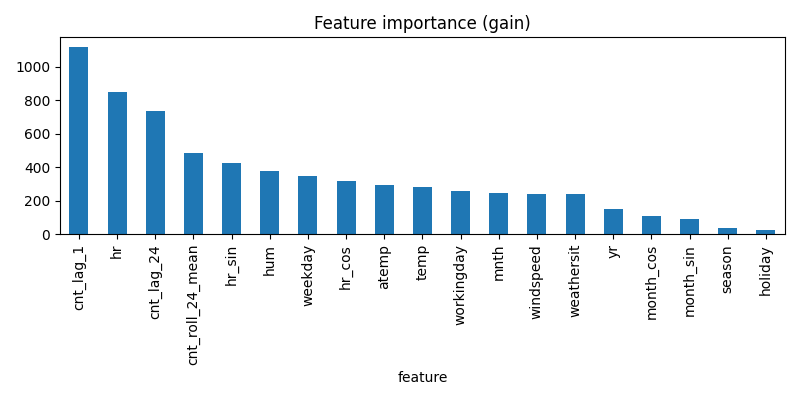 Feature importance (gain)
1000
800
600
400
200
0
cnt_lag_1
hr
cnt_lag_24
cnt_roll_24_mean
hr_sin
hum
weekday
hr_cos
atemp
temp
workingday
mnth
windspeed
weathersit
yr
month_cos
month_sin
season
holiday
feature